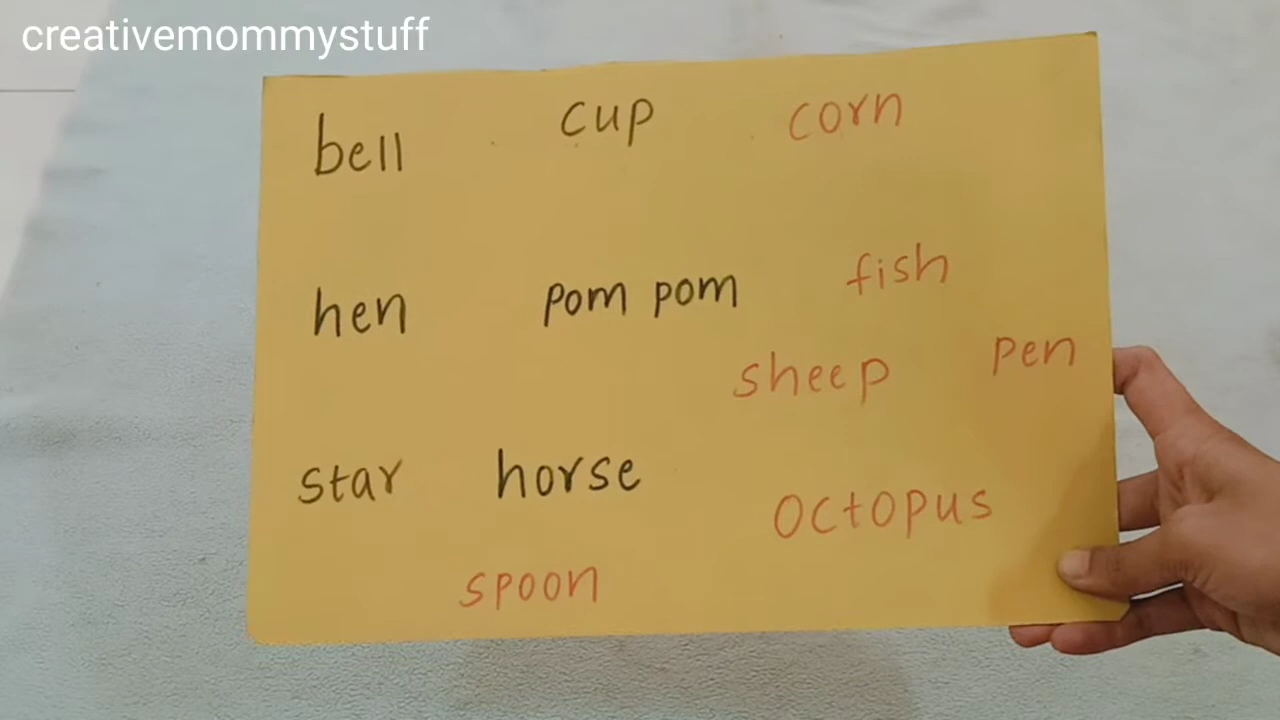 creativemommystuff
bell cup corn
hen pom pom fish
sheep pen
star horse octopus
spoon